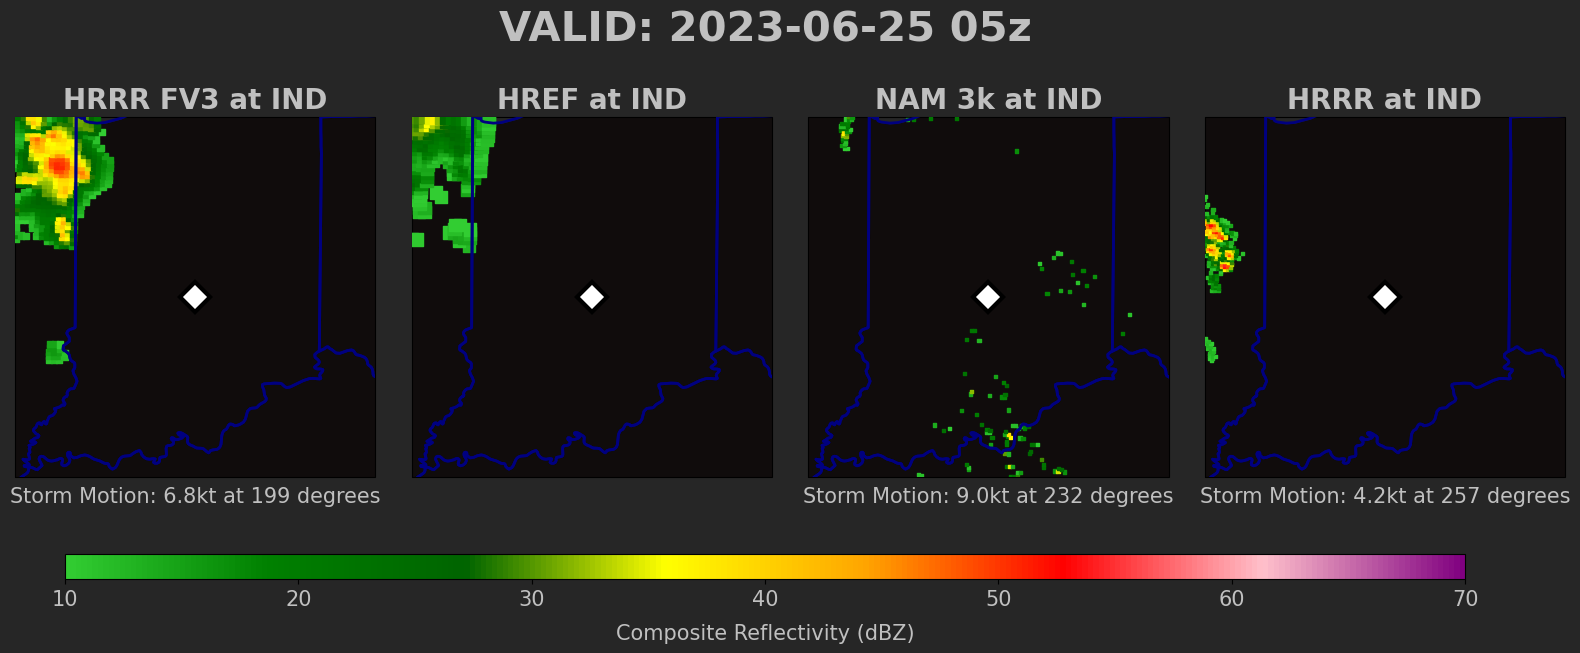 VALID: 2023-06-25 05z
HRRR FV3 at IND
HREF at IND
NAM 3k at IND
HRRR at IND
Storm Motion: 6.8kt at 199 degrees
Storm Motion: 9.0kt at 232 degrees
Storm Motion: 4.2kt at 257 degrees
10 20 30 40 50 60 70
Composite Reflectivity (dBZ)